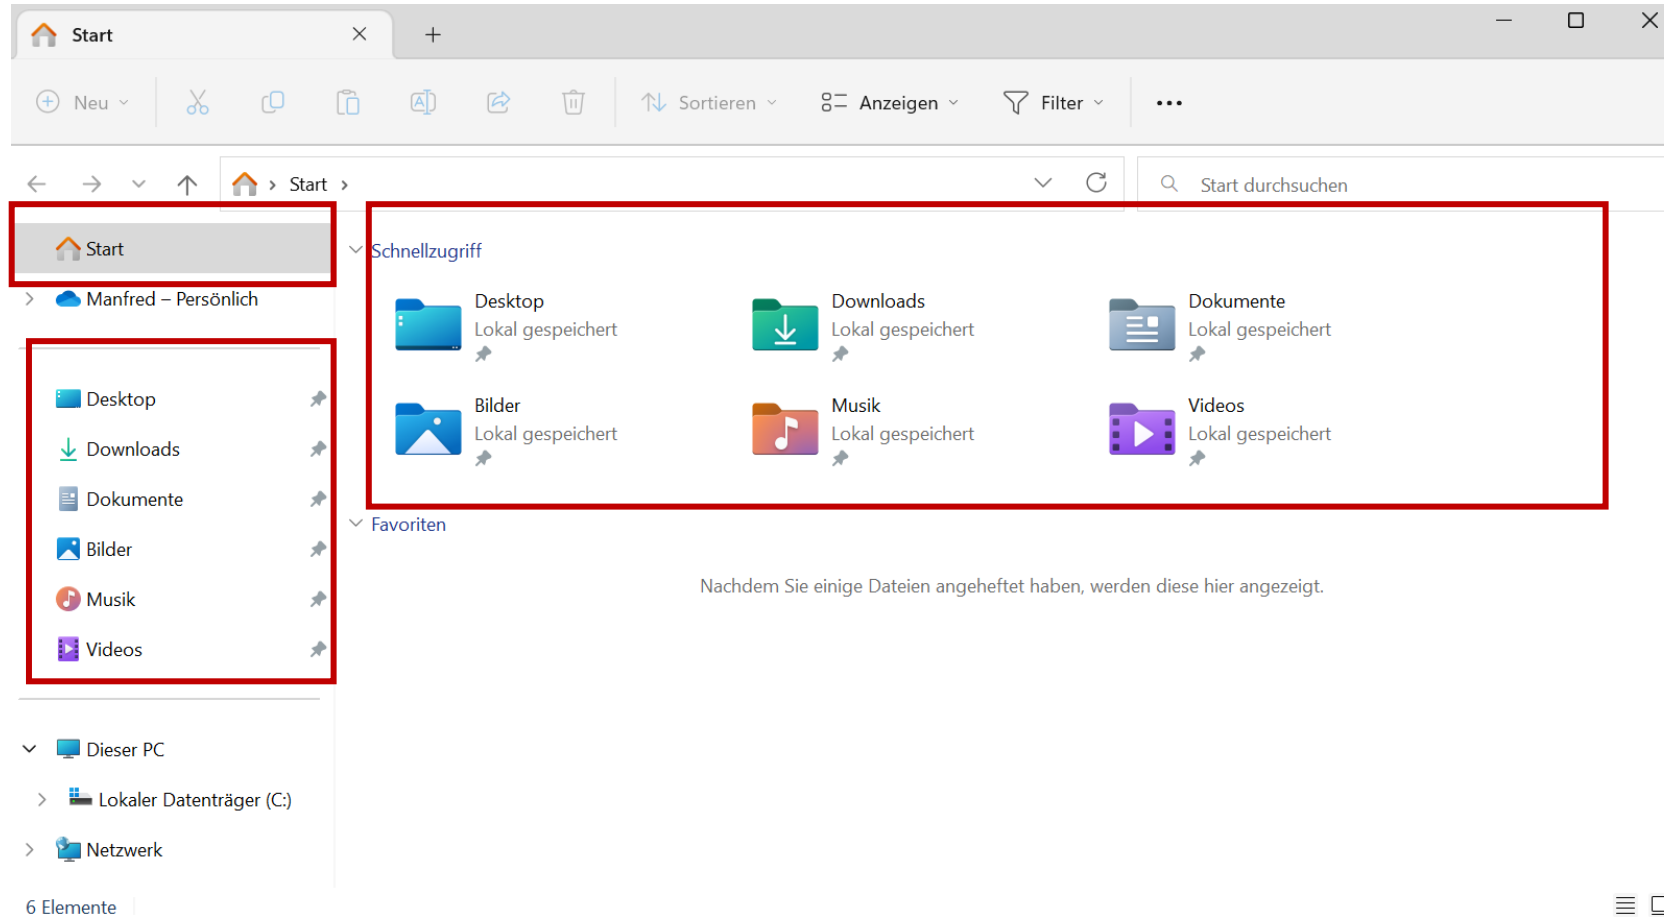 Start
Neu
Sortieren
Anzeigen
Filter
Start
Start durchsuchen
Start
Manfred – Persönlich
Desktop
Downloads
Dokumente
Bilder
Musik
Videos
Dieser PC
Lokaler Datenträger (C:)
Netzwerk
Schnellzugriff
Desktop
Lokal gespeichert
Downloads
Lokal gespeichert
Dokumente
Lokal gespeichert
Bilder
Lokal gespeichert
Musik
Lokal gespeichert
Videos
Lokal gespeichert
Favoriten
Nachdem Sie einige Dateien angeheftet haben, werden diese hier angezeigt.
6 Elemente